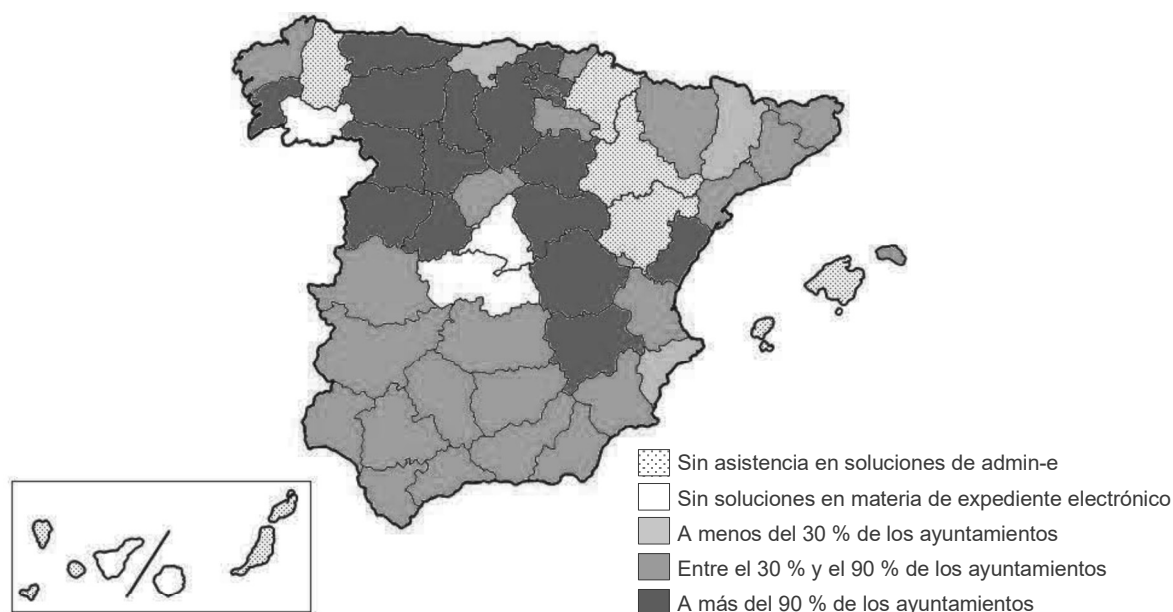 Sin asistencia en soluciones de admin-e
Sin soluciones en materia de expediente electrónico
A menos del 30 % de los ayuntamientos
Entre el 30 % y el 90 % de los ayuntamientos
A más del 90 % de los ayuntamientos